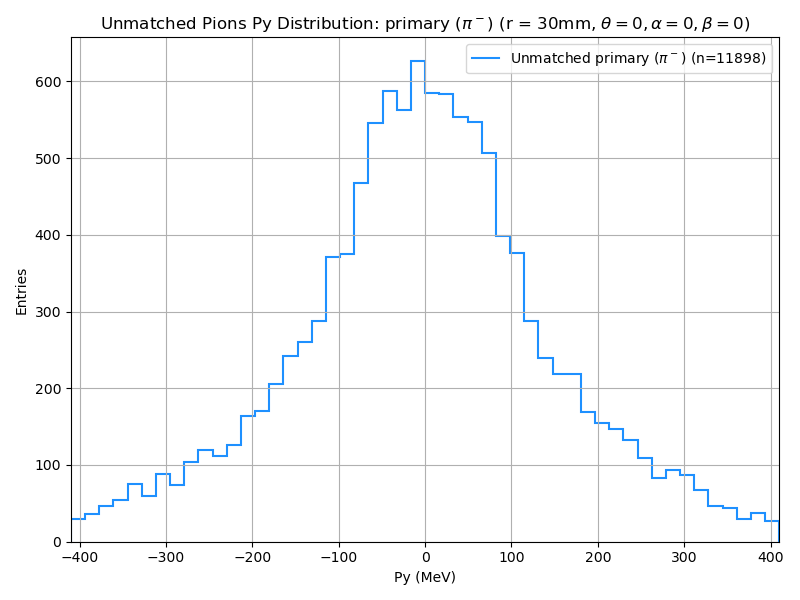 Unmatched Pions Py Distribution: primary (π⁻) (r = 30mm, θ = 0, α = 0, β = 0)
Unmatched primary (π⁻) (n=11898)
600
500
400
300
200
100
0
Entries
−400 −300 −200 −100 0 100 200 300 400
Py (MeV)